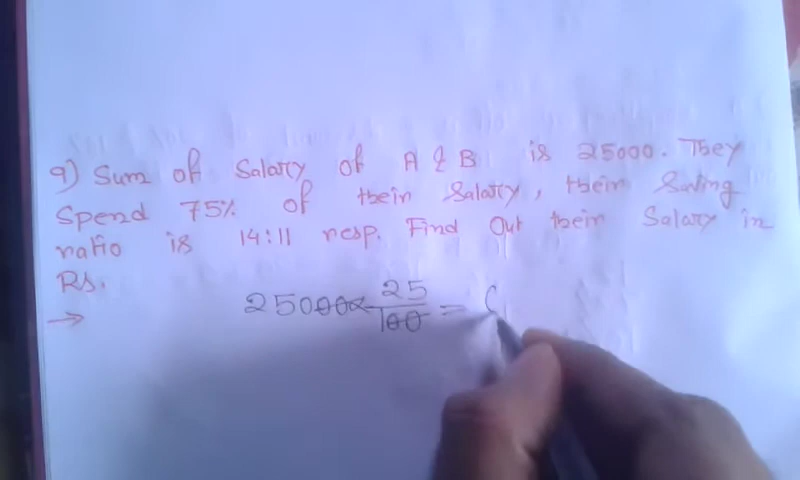 9) Sum of Salary of A & B is 25000. They
Spend 75% of their Salary, their Saving
ratio is 14:11 resp. Find Out their Salary in
Rs.
→ 25000 × 25/100 =